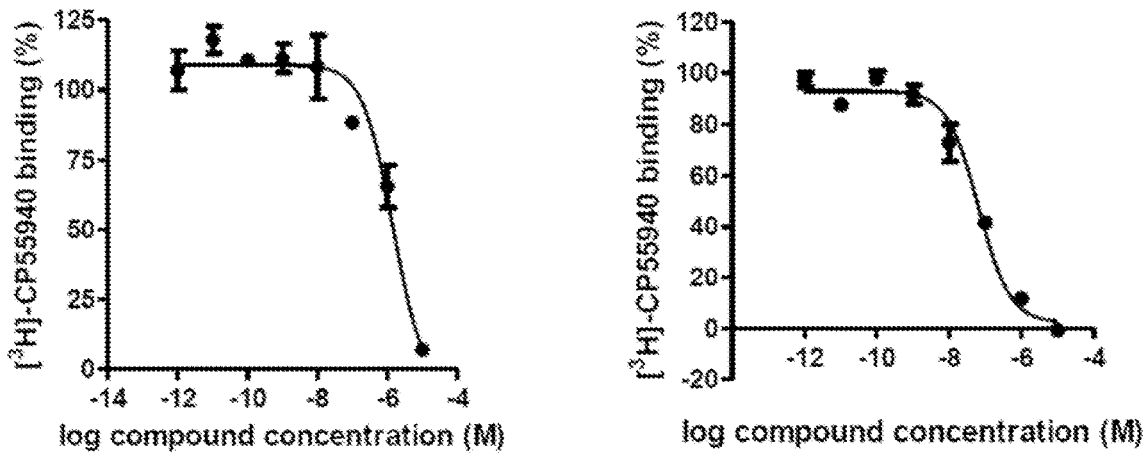 [³H]-CP55940 binding (%)
125
100
75
50
25
0
-14 -12 -10 -8 -6 -4
log compound concentration (M)
[³H]-CP55940 binding (%)
120
100
80
60
40
20
0
-20
-12 -10 -8 -6 -4
log compound concentration (M)